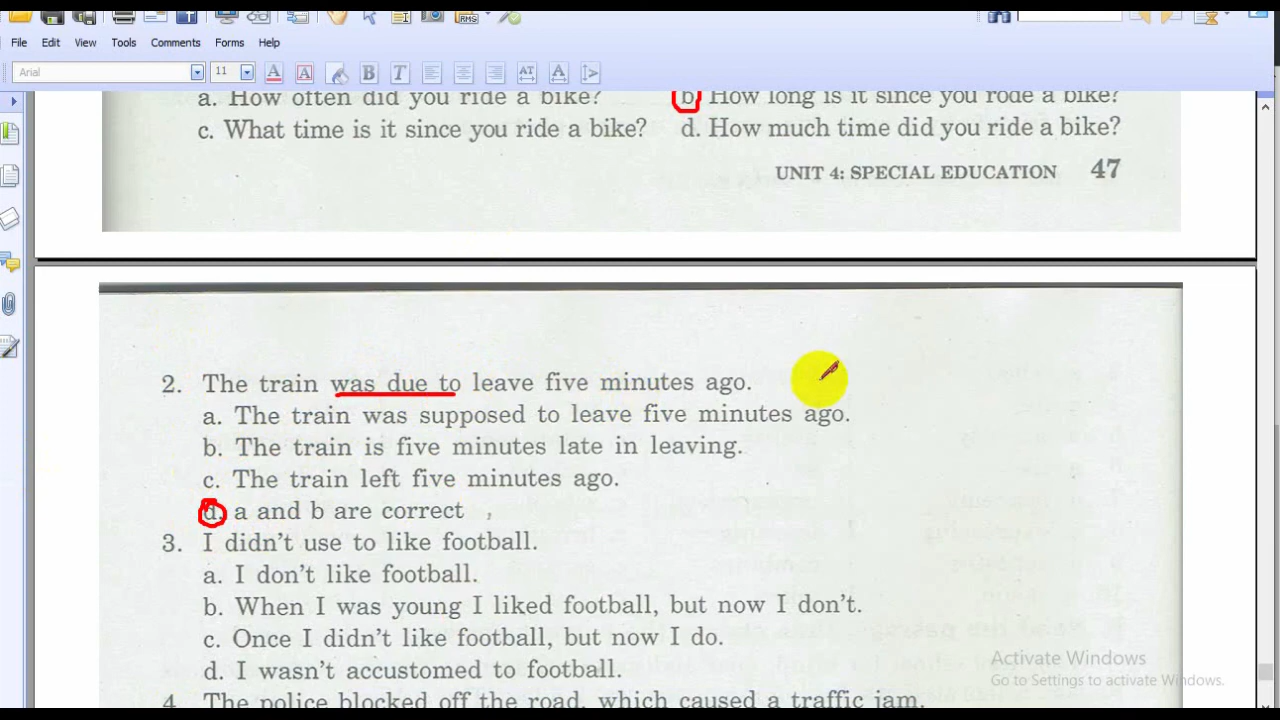 RMS
File Edit View Tools Comments Forms Help
Arial 11
a. How often did you ride a bike? b. How long is it since you rode a bike?
c. What time is it since you ride a bike? d. How much time did you ride a bike?
UNIT 4: SPECIAL EDUCATION 47
2. The train was due to leave five minutes ago.
a. The train was supposed to leave five minutes ago.
b. The train is five minutes late in leaving.
c. The train left five minutes ago.
d. a and b are correct
3. I didn't use to like football.
a. I don't like football.
b. When I was young I liked football, but now I don't.
c. Once I didn't like football, but now I do.
d. I wasn't accustomed to football.
4 The police blocked off the road, which caused a traffic jam.
Activate Windows
Go to Settings to activate Windows.